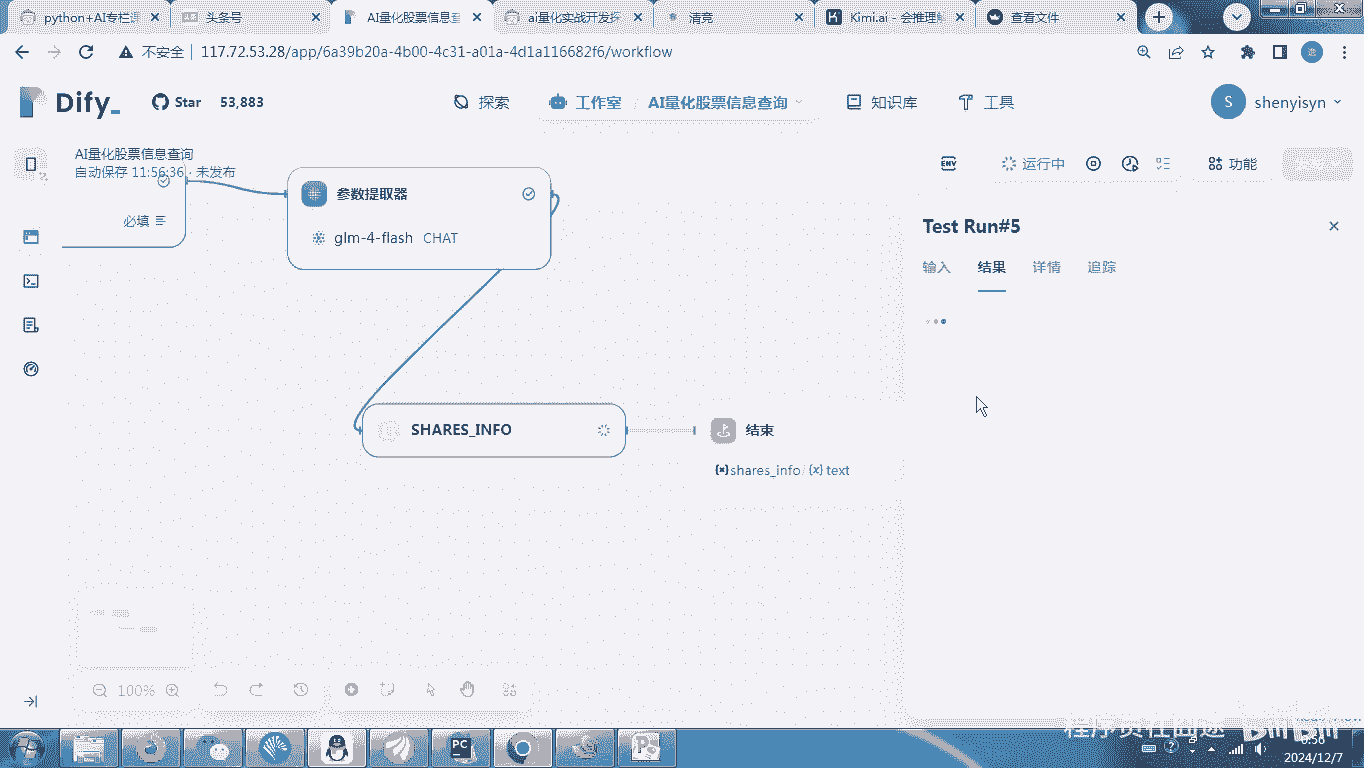 python+AI专栏课
头条号
AI量化股票信息查
ai量化实战开发探
清竞
Kimi.ai - 会推理解
查看文件
不安全
117.72.53.28/app/6a39b20a-4b00-4c31-a01a-4d1a116682f6/workflow
Dify_
Star 53,883
探索
工作室 / AI量化股票信息查询
知识库
工具
S shenyisyn
AI量化股票信息查询
自动保存 11:56:36 · 未发布
ENV
运行中
功能
必填
参数提取器
glm-4-flash CHAT
Test Run#5
输入 结果 详情 追踪
SHARES_INFO
结束
{x} shares_info / {x} text
100%
PC
2024/12/7